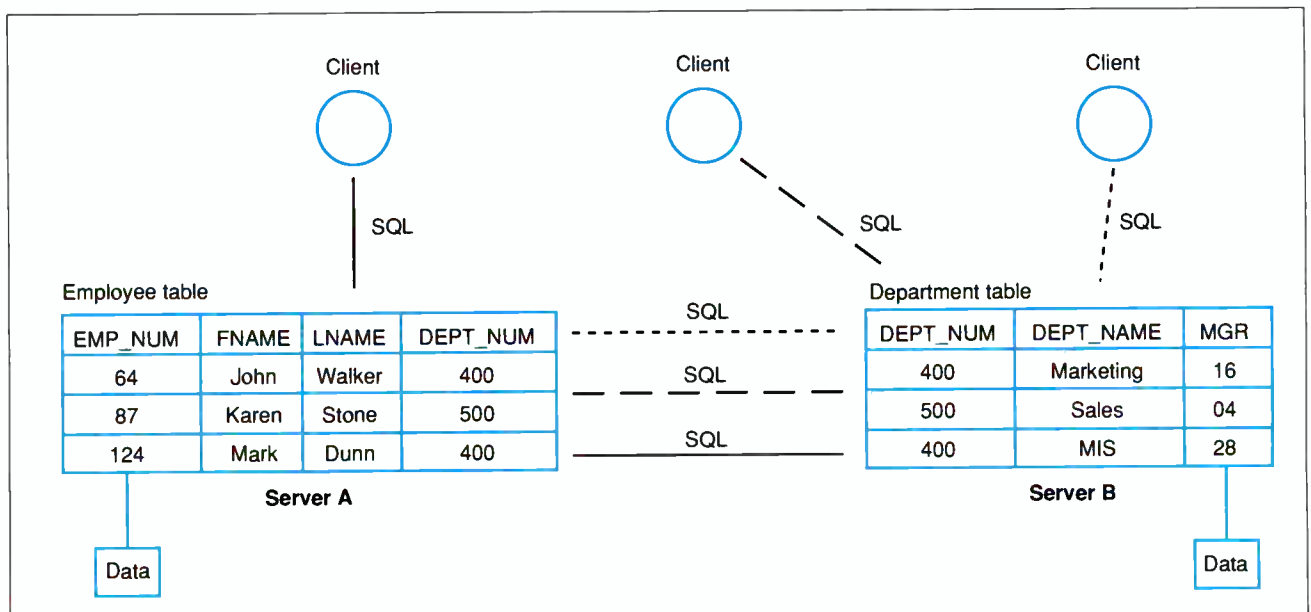 Client
Client
Client
SQL
SQL
SQL
Employee table
Department table
EMP_NUM FNAME LNAME DEPT_NUM
64 John Walker 400
87 Karen Stone 500
124 Mark Dunn 400
SQL
SQL
SQL
DEPT_NUM DEPT_NAME MGR
400 Marketing 16
500 Sales 04
400 MIS 28
Server A
Server B
Data
Data